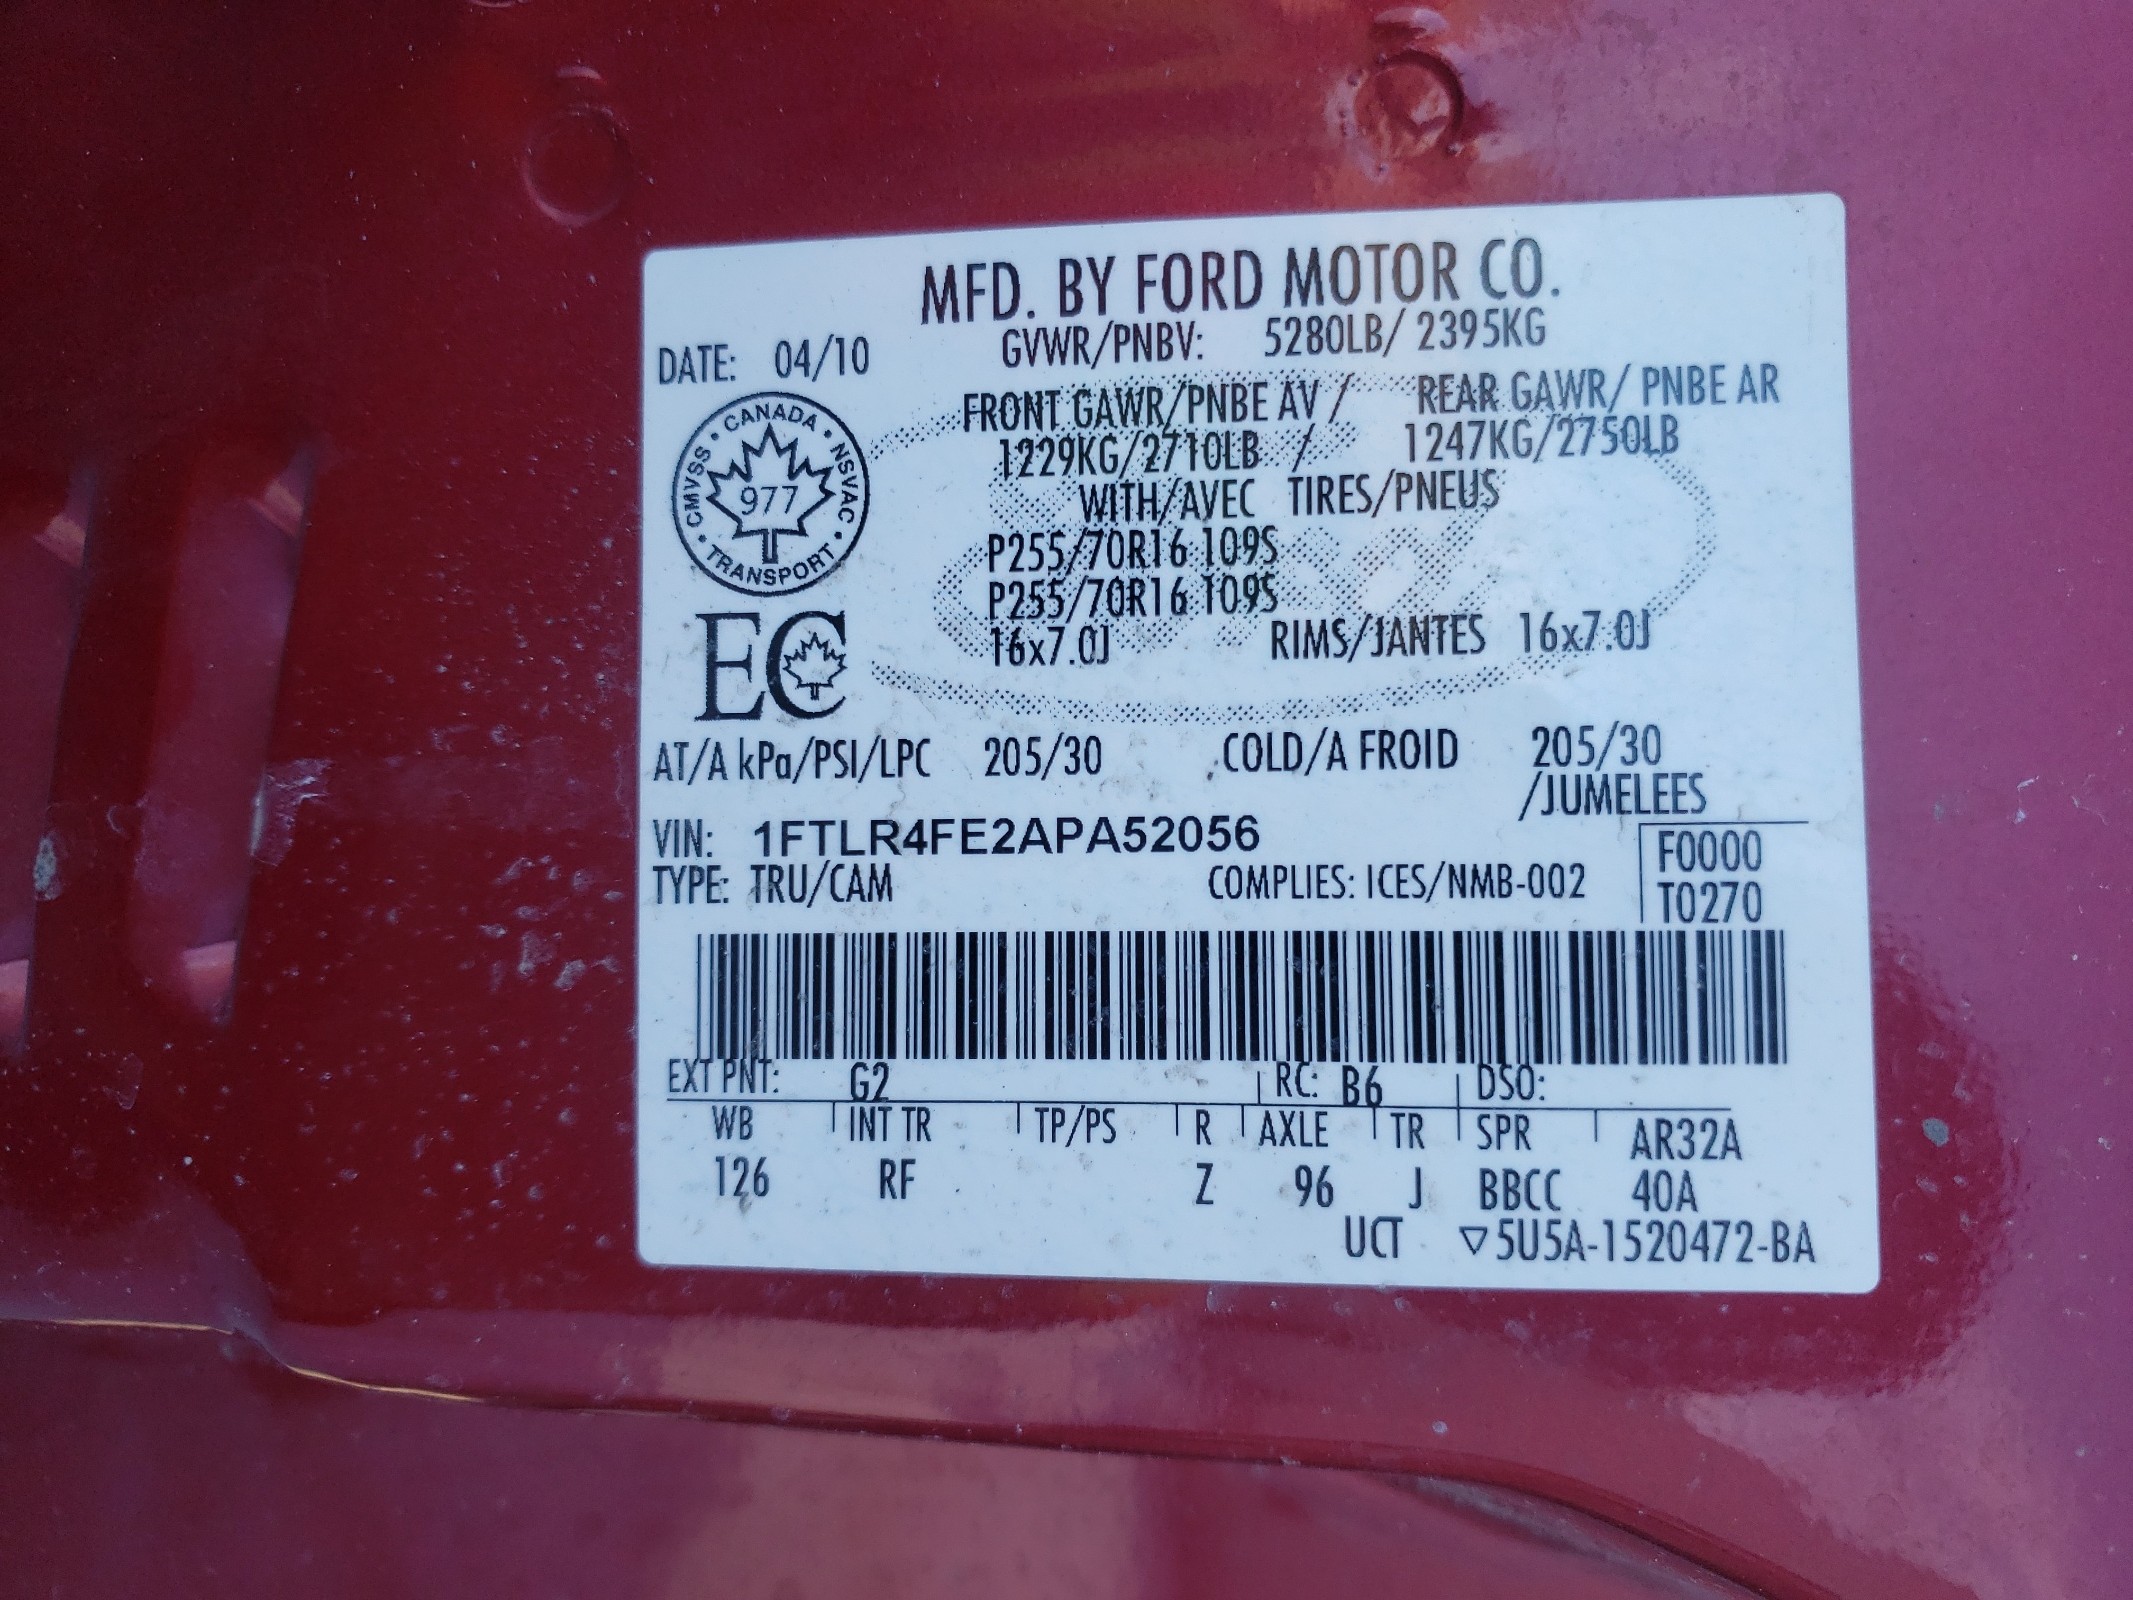 MFD. BY FORD MOTOR CO.
DATE: 04/10 GVWR/PNBV: 5280LB/ 2395KG
FRONT GAWR/PNBE AV / REAR GAWR/ PNBE AR
1229KG/2710LB / 1247KG/2750LB
WITH/AVEC TIRES/PNEUS
P255/70R16 109S
P255/70R16 109S
16x7.0J RIMS/JANTES 16x7.0J
CMVSS • CANADA • NSVAC • TRANSPORT •
977
EC
AT/A kPa/PSI/LPC 205/30 COLD/A FROID 205/30
/JUMELEES
VIN: 1FTLR4FE2APA52056
F0000
TYPE: TRU/CAM COMPLIES: ICES/NMB-002
T0270
EXT PNT: G2 RC: B6 DSO:
WB INT TR TP/PS R AXLE TR SPR AR32A
126 RF Z 96 J BBCC 40A
UCT ▽5U5A-1520472-BA